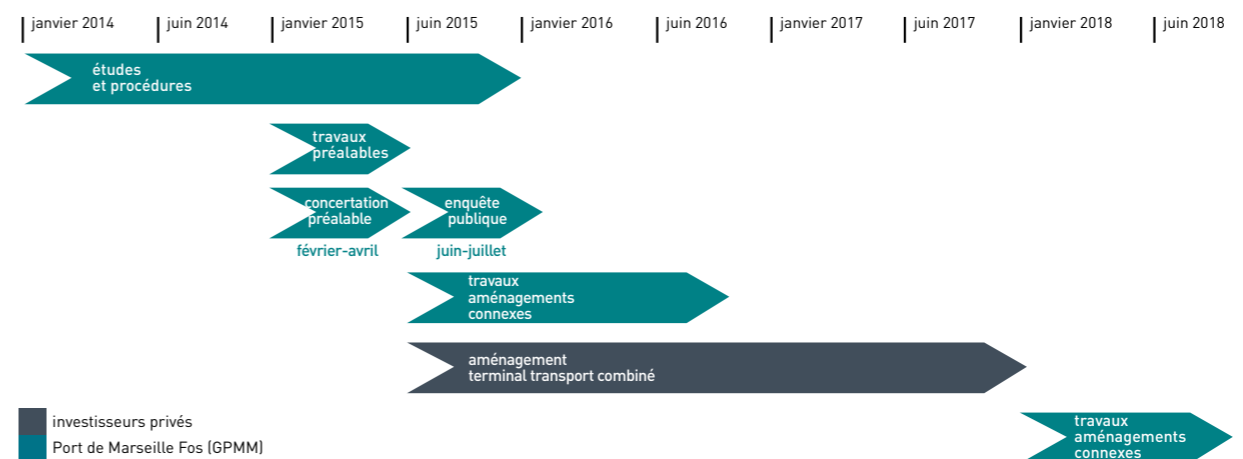 janvier 2014
juin 2014
janvier 2015
juin 2015
janvier 2016
juin 2016
janvier 2017
juin 2017
janvier 2018
juin 2018
études
et procédures
travaux
préalables
concertation
préalable
enquête
publique
février-avril
juin-juillet
travaux
aménagements
connexes
aménagement
terminal transport combiné
investisseurs privés
Port de Marseille Fos (GPMM)
travaux
aménagements
connexes